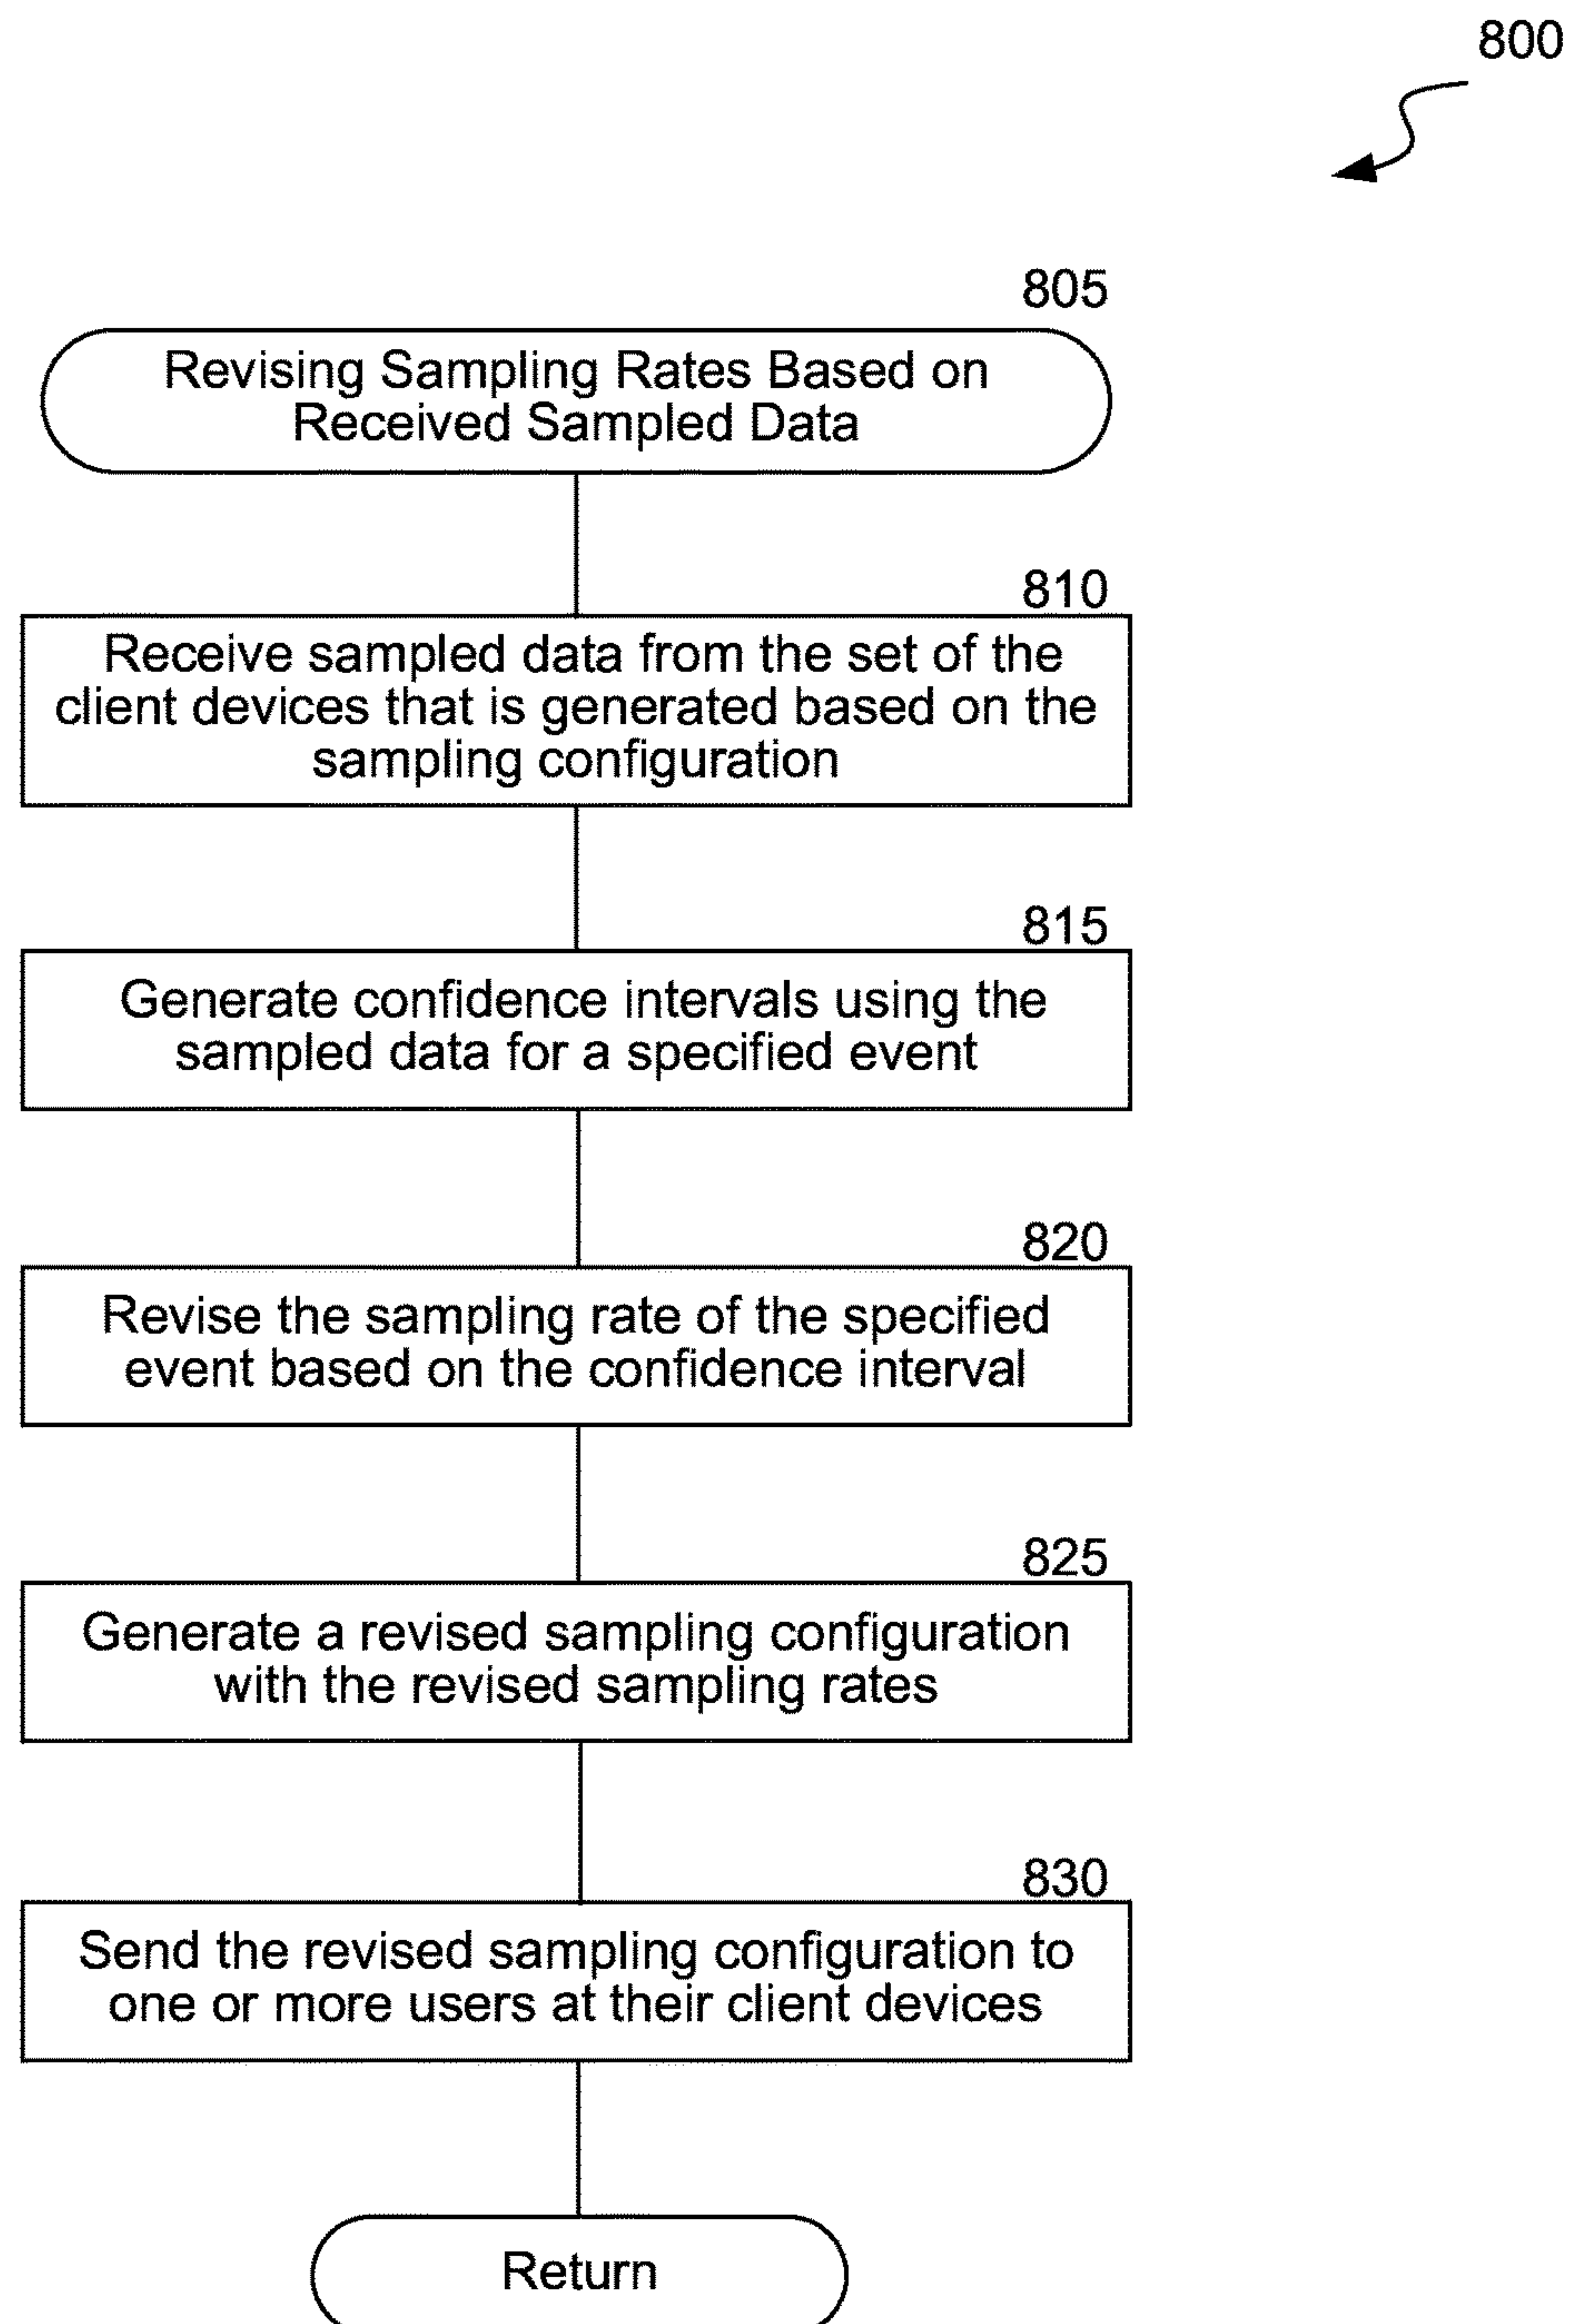 800
805
Revising Sampling Rates Based on
Received Sampled Data
810
Receive sampled data from the set of the
client devices that is generated based on the
sampling configuration
815
Generate confidence intervals using the
sampled data for a specified event
820
Revise the sampling rate of the specified
event based on the confidence interval
825
Generate a revised sampling configuration
with the revised sampling rates
830
Send the revised sampling configuration to
one or more users at their client devices
Return